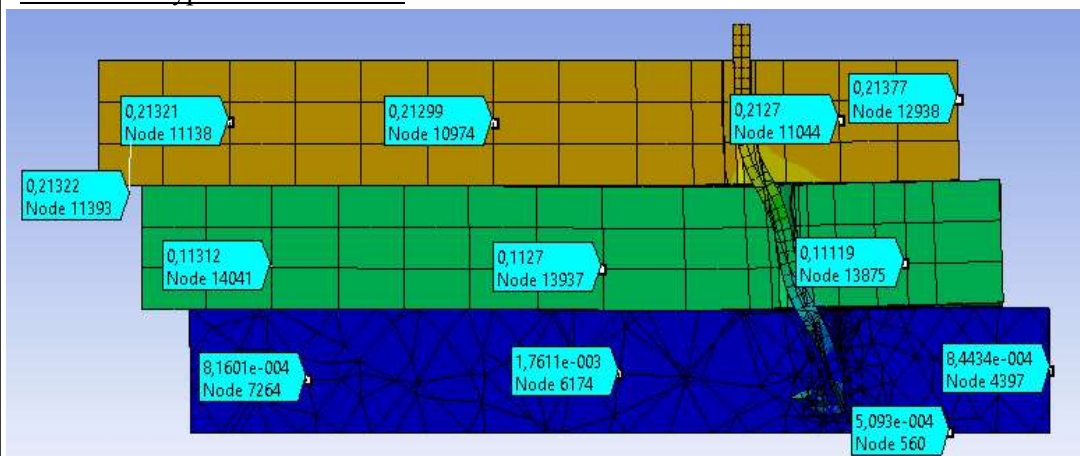 0,21321
Node 11138
0,21299
Node 10974
0,2127
Node 11044
0,21377
Node 12938
0,21322
Node 11393
0,11312
Node 14041
0,1127
Node 13937
0,11119
Node 13875
8,1601e-004
Node 7264
1,7611e-003
Node 6174
8,4434e-004
Node 4397
5,093e-004
Node 560